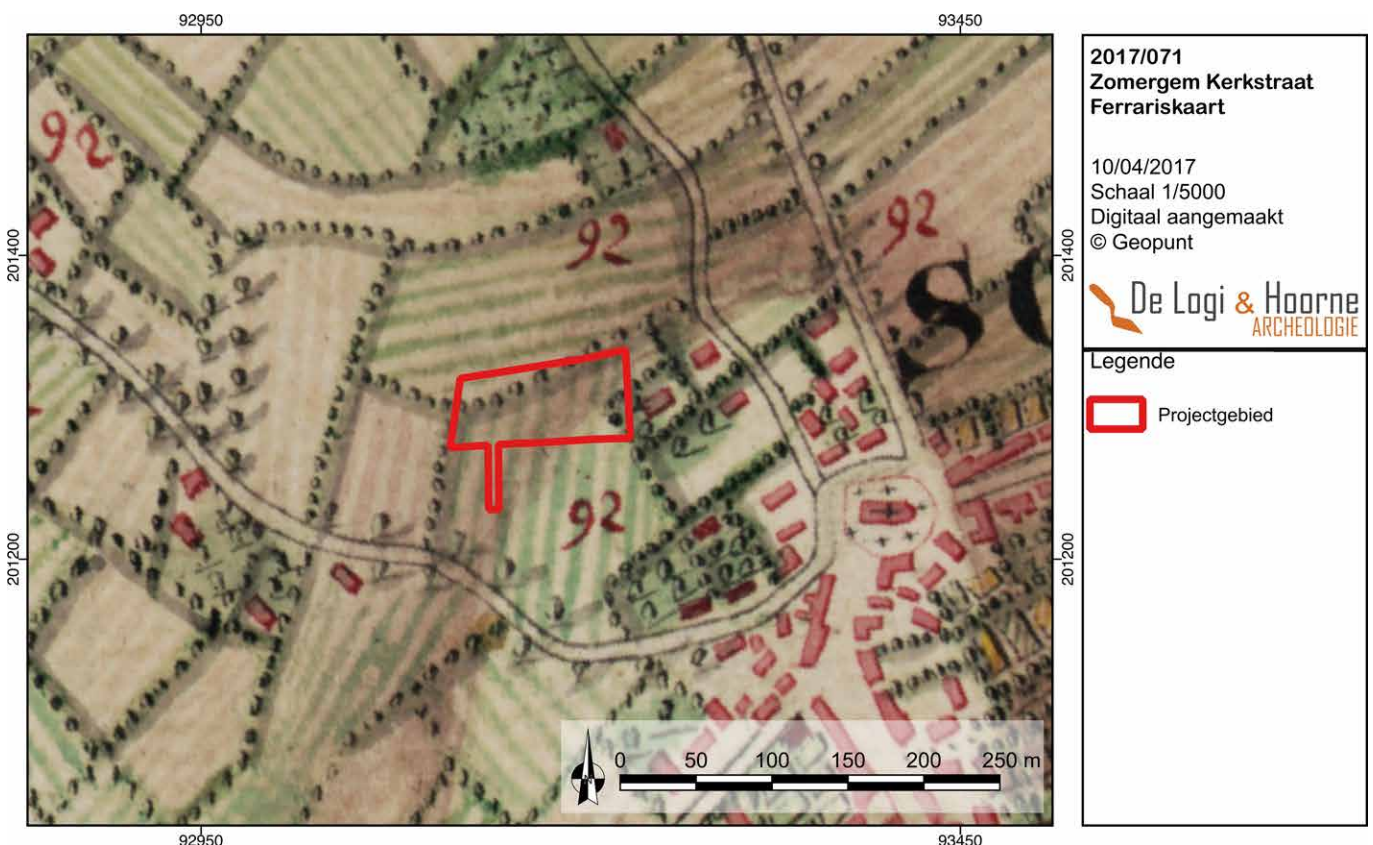 92950
93450
201400
201400
201200
201200
92
92
92
92
SO
0 50 100 150 200 250 m
92950
93450
2017/071
Zomergem Kerkstraat
Ferrariskaart
10/04/2017
Schaal 1/5000
Digitaal aangemaakt
© Geopunt
De Logi & Hoorne
ARCHEOLOGIE
Legende
Projectgebied